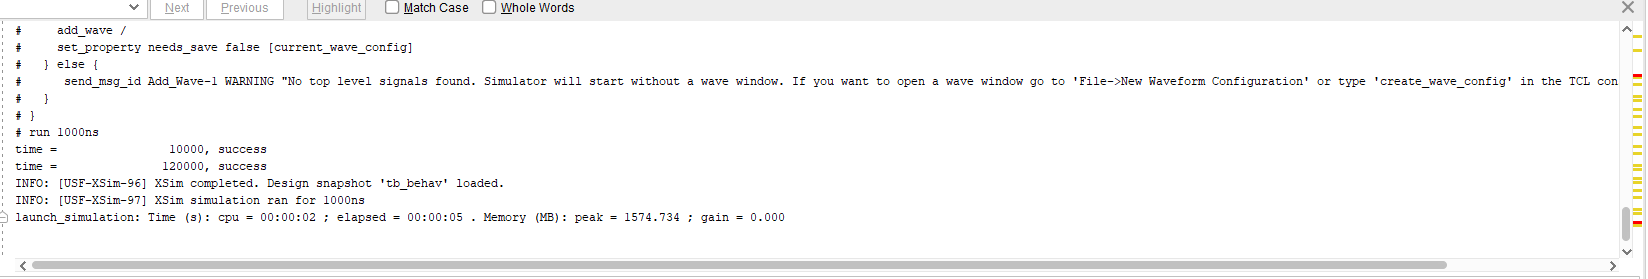 Next Previous Highlight Match Case Whole Words
#     add_wave /
#     set_property needs_save false [current_wave_config]
#   } else {
#      send_msg_id Add_Wave-1 WARNING "No top level signals found. Simulator will start without a wave window. If you want to open a wave window go to 'File->New Waveform Configuration' or type 'create_wave_config' in the TCL con
#   }
# }
# run 1000ns
time =                10000, success
time =               120000, success
INFO: [USF-XSim-96] XSim completed. Design snapshot 'tb_behav' loaded.
INFO: [USF-XSim-97] XSim simulation ran for 1000ns
launch_simulation: Time (s): cpu = 00:00:02 ; elapsed = 00:00:05 . Memory (MB): peak = 1574.734 ; gain = 0.000